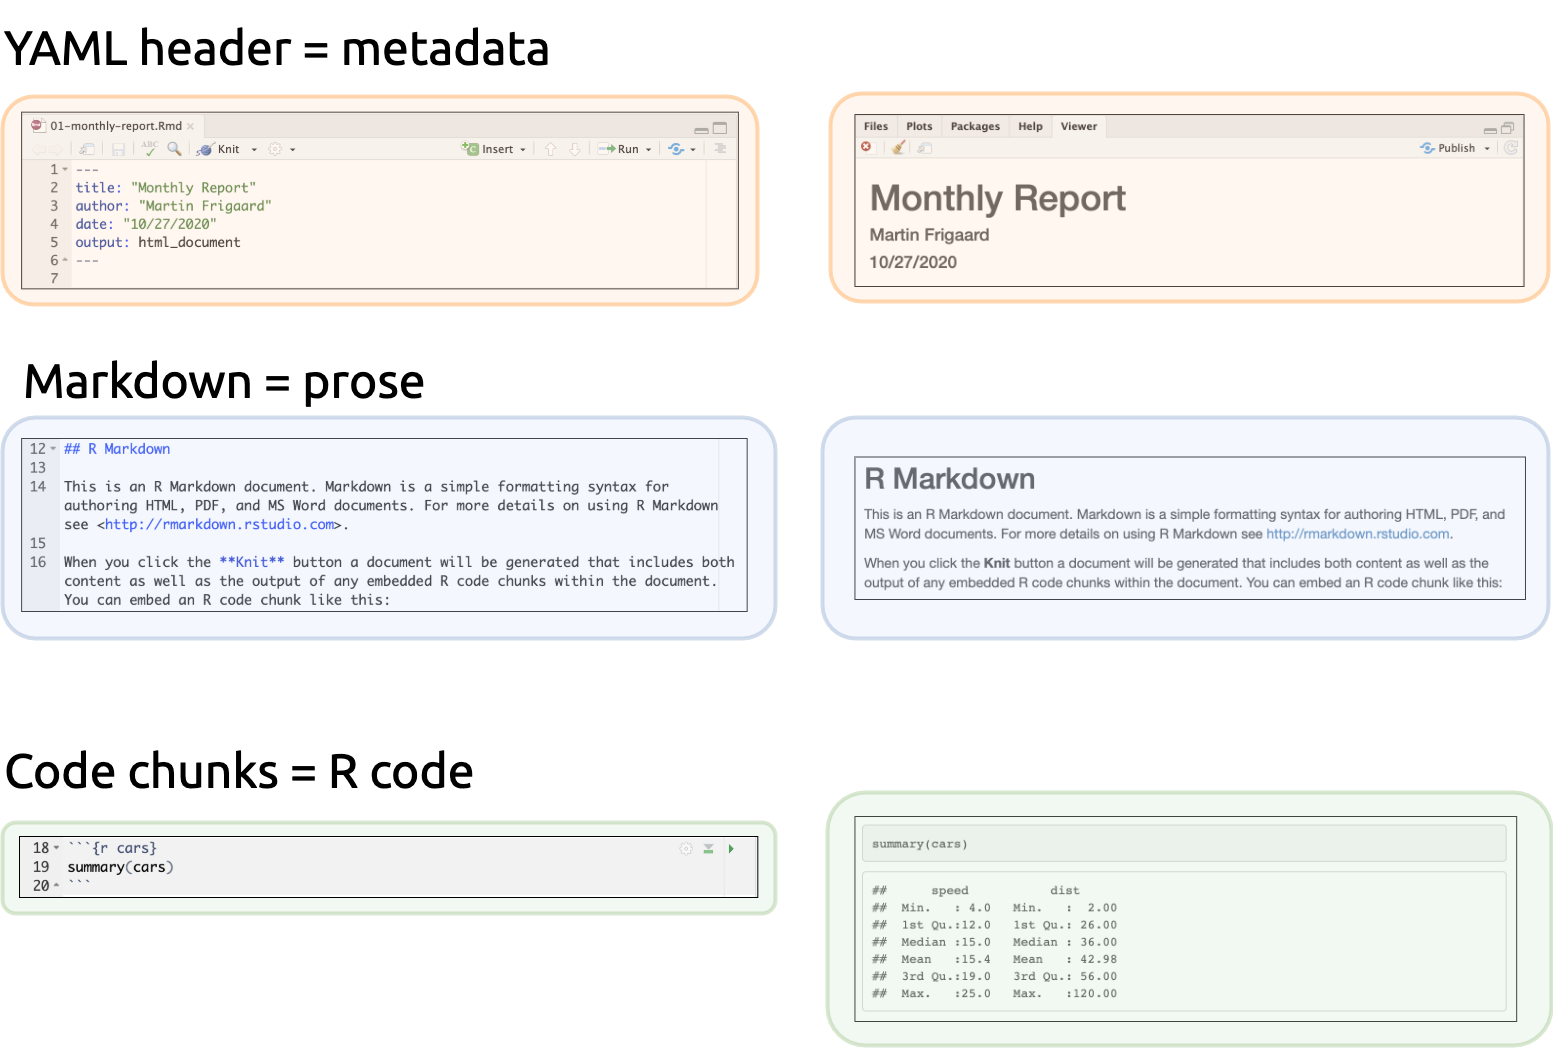 YAML header = metadata
01-monthly-report.Rmd
ABC
Knit
Insert
Run
1 ---
2 title: "Monthly Report"
3 author: "Martin Frigaard"
4 date: "10/27/2020"
5 output: html_document
6 ---
7
Files Plots Packages Help Viewer
Publish
Monthly Report
Martin Frigaard
10/27/2020
Markdown = prose
12 ## R Markdown
13
14 This is an R Markdown document. Markdown is a simple formatting syntax for
authoring HTML, PDF, and MS Word documents. For more details on using R Markdown
see <http://rmarkdown.rstudio.com>.
15
16 When you click the **Knit** button a document will be generated that includes both
content as well as the output of any embedded R code chunks within the document.
You can embed an R code chunk like this:
R Markdown
This is an R Markdown document. Markdown is a simple formatting syntax for authoring HTML, PDF, and
MS Word documents. For more details on using R Markdown see http://rmarkdown.rstudio.com.
When you click the Knit button a document will be generated that includes both content as well as the
output of any embedded R code chunks within the document. You can embed an R code chunk like this:
Code chunks = R code
18 ```{r cars}
19 summary(cars)
20 ```
summary(cars)
##      speed           dist
##  Min.   : 4.0   Min.   :  2.00
##  1st Qu.:12.0   1st Qu.: 26.00
##  Median :15.0   Median : 36.00
##  Mean   :15.4   Mean   : 42.98
##  3rd Qu.:19.0   3rd Qu.: 56.00
##  Max.   :25.0   Max.   :120.00